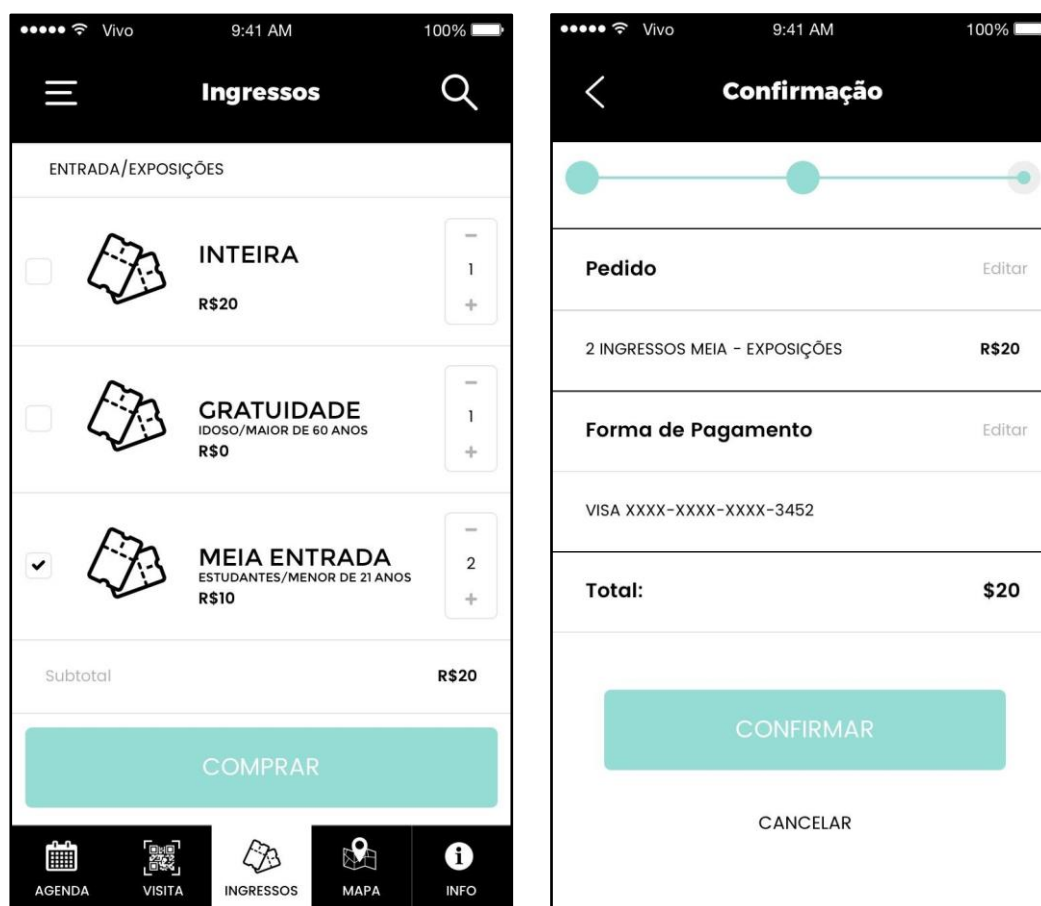 Vivo 9:41 AM 100%
Ingressos
ENTRADA/EXPOSIÇÕES
INTEIRA
R$20
1
GRATUIDADE
IDOSO/MAIOR DE 60 ANOS
R$0
1
MEIA ENTRADA
ESTUDANTES/MENOR DE 21 ANOS
R$10
2
Subtotal R$20
COMPRAR
AGENDA VISITA INGRESSOS MAPA INFO
Vivo 9:41 AM 100%
Confirmação
Pedido Editar
2 INGRESSOS MEIA - EXPOSIÇÕES R$20
Forma de Pagamento Editar
VISA XXXX-XXXX-XXXX-3452
Total: $20
CONFIRMAR
CANCELAR